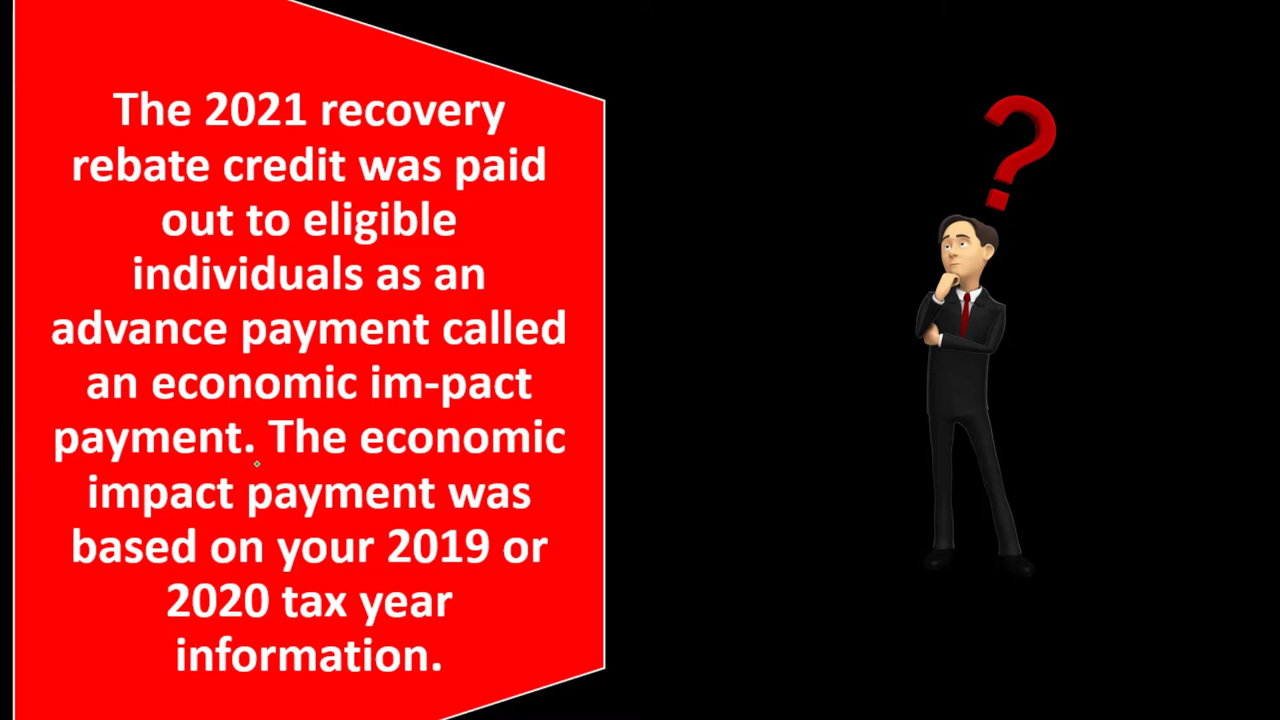 The 2021 recovery
rebate credit was paid
out to eligible
individuals as an
advance payment called
an economic im-pact
payment. The economic
impact payment was
based on your 2019 or
2020 tax year
information.
?